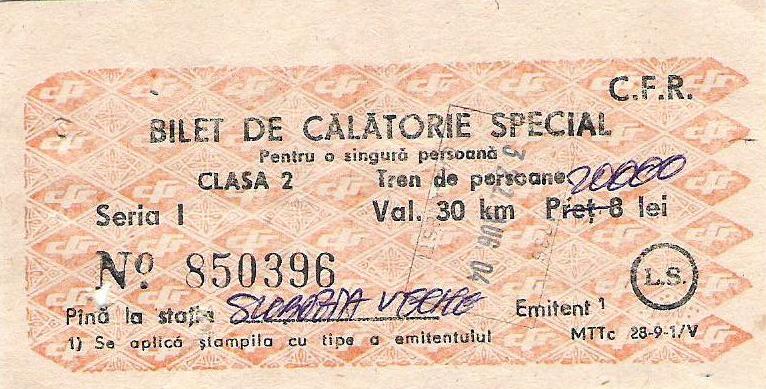 C.F.R.
BILET DE CĂLĂTORIE SPECIAL
Pentru o singură persoană
CLASA 2 Tren de persoane 20000
Seria I Val. 30 km Preț 8 lei
Nº 850396 L.S.
Pînă la stația SLOBOZIA VECHE Emitent 1
1) Se aplică ștampila cu tipe a emitentului MTTc 28-9-1/V
AUG 04